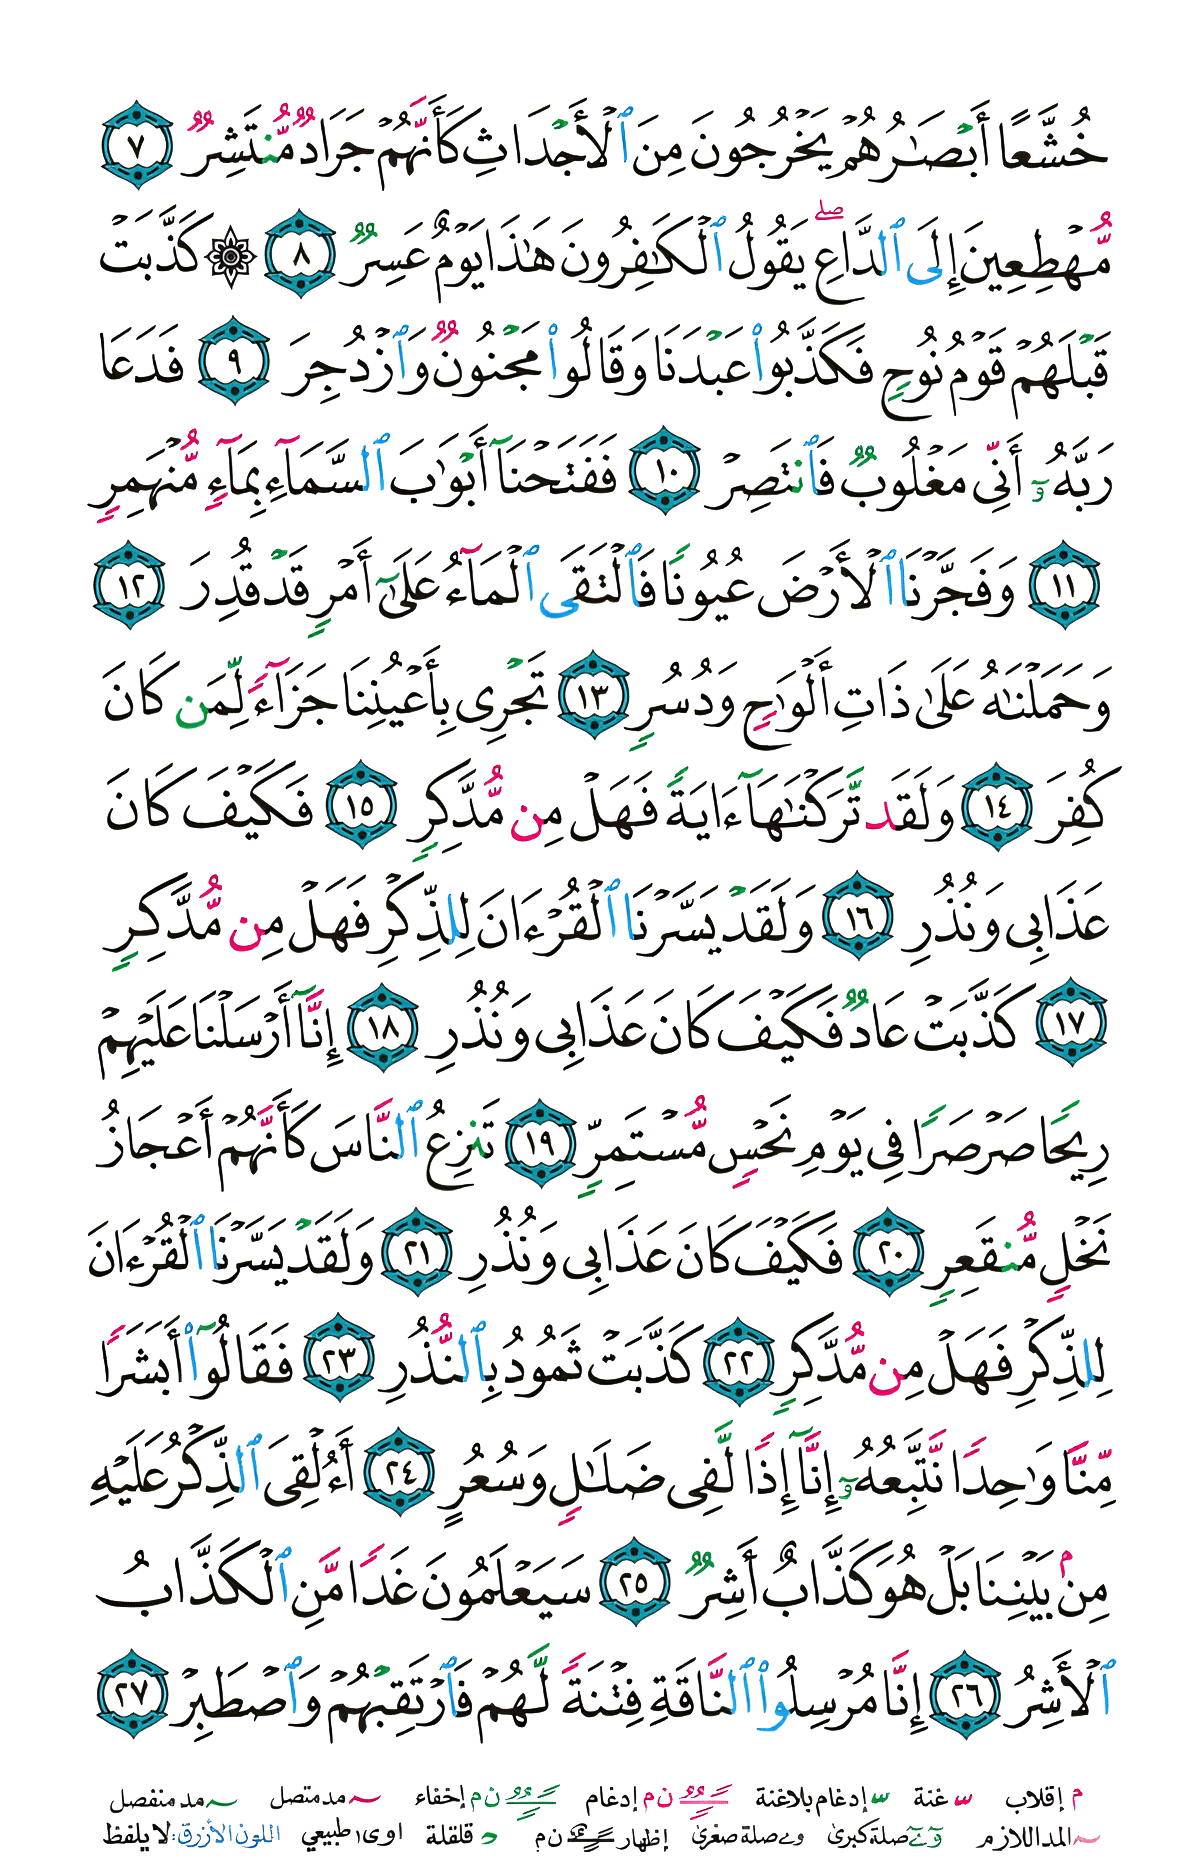 خُشَّعًا أَبْصَٰرُهُمْ يَخْرُجُونَ مِنَ ٱلْأَجْدَاثِ كَأَنَّهُمْ جَرَادٌ مُّنتَشِرٌ ٧
مُّهْطِعِينَ إِلَى ٱلدَّاعِ ۖ يَقُولُ ٱلْكَٰفِرُونَ هَٰذَا يَوْمٌ عَسِرٌ ٨ ۞ كَذَّبَتْ
قَبْلَهُمْ قَوْمُ نُوحٍ فَكَذَّبُوا۟ عَبْدَنَا وَقَالُوا۟ مَجْنُونٌ وَٱزْدُجِرَ ٩ فَدَعَا
رَبَّهُۥٓ أَنِّى مَغْلُوبٌ فَٱنتَصِرْ ١٠ فَفَتَحْنَآ أَبْوَٰبَ ٱلسَّمَآءِ بِمَآءٍ مُّنْهَمِرٍ
١١ وَفَجَّرْنَا ٱلْأَرْضَ عُيُونًا فَٱلْتَقَى ٱلْمَآءُ عَلَىٰٓ أَمْرٍ قَدْ قُدِرَ ١٢
وَحَمَلْنَٰهُ عَلَىٰ ذَاتِ أَلْوَٰحٍ وَدُسُرٍ ١٣ تَجْرِى بِأَعْيُنِنَا جَزَآءً لِّمَن كَانَ
كُفِرَ ١٤ وَلَقَد تَّرَكْنَٰهَآ ءَايَةً فَهَلْ مِن مُّدَّكِرٍ ١٥ فَكَيْفَ كَانَ
عَذَابِى وَنُذُرِ ١٦ وَلَقَدْ يَسَّرْنَا ٱلْقُرْءَانَ لِلذِّكْرِ فَهَلْ مِن مُّدَّكِرٍ
١٧ كَذَّبَتْ عَادٌ فَكَيْفَ كَانَ عَذَابِى وَنُذُرِ ١٨ إِنَّآ أَرْسَلْنَا عَلَيْهِمْ
رِيحًا صَرْصَرًا فِى يَوْمِ نَحْسٍ مُّسْتَمِرٍّ ١٩ تَنزِعُ ٱلنَّاسَ كَأَنَّهُمْ أَعْجَازُ
نَخْلٍ مُّنقَعِرٍ ٢٠ فَكَيْفَ كَانَ عَذَابِى وَنُذُرِ ٢١ وَلَقَدْ يَسَّرْنَا ٱلْقُرْءَانَ
لِلذِّكْرِ فَهَلْ مِن مُّدَّكِرٍ ٢٢ كَذَّبَتْ ثَمُودُ بِٱلنُّذُرِ ٢٣ فَقَالُوٓا۟ أَبَشَرًا
مِّنَّا وَٰحِدًا نَّتَّبِعُهُۥٓ إِنَّآ إِذًا لَّفِى ضَلَٰلٍ وَسُعُرٍ ٢٤ أَءُلْقِىَ ٱلذِّكْرُ عَلَيْهِ
مِنۢ بَيْنِنَا بَلْ هُوَ كَذَّابٌ أَشِرٌ ٢٥ سَيَعْلَمُونَ غَدًا مَّنِ ٱلْكَذَّابُ
ٱلْأَشِرُ ٢٦ إِنَّا مُرْسِلُوا۟ ٱلنَّاقَةِ فِتْنَةً لَّهُمْ فَٱرْتَقِبْهُمْ وَٱصْطَبِرْ ٢٧
م إقلاب ّ غنة ّ إدغام بلاغنة ـًـٌـٍ ن م إدغام ـًـٌـٍ ن م إخفاء ~ مد متصل ~ مد منفصل
~ المد اللازم وٓ ےٓ صلة كبرى و ے صلة صغرى إظهار ـًـٌـٍ ن م د قلقلة ا و ى طبيعي اللون الأزرق: لا يلفظ